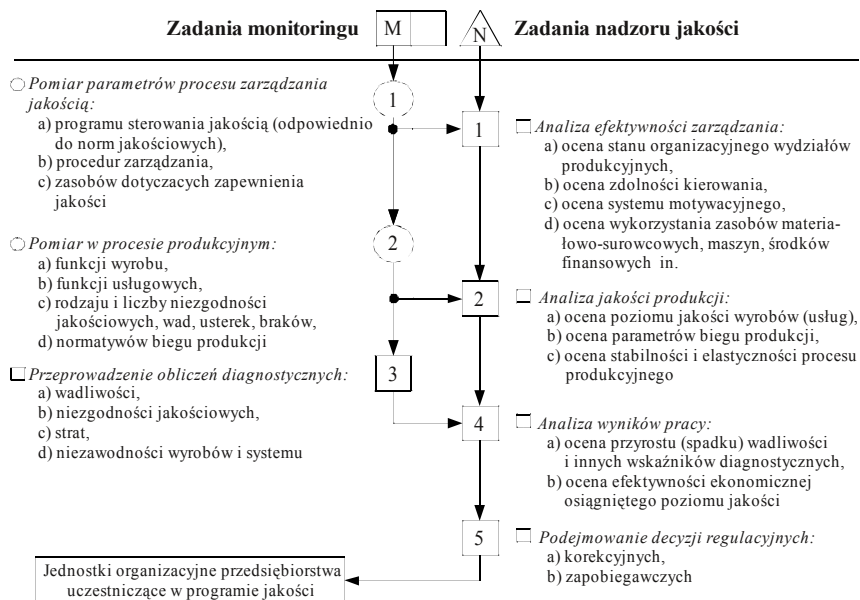 Zadania monitoringu
M
N
Zadania nadzoru jakości
Pomiar parametrów procesu zarządzania
jakością:
a) programu sterowania jakością (odpowiednio
do norm jakościowych),
b) procedur zarządzania,
c) zasobów dotyczacych zapewnienia
jakości
Pomiar w procesie produkcyjnym:
a) funkcji wyrobu,
b) funkcji usługowych,
c) rodzaju i liczby niezgodności
jakościowych, wad, usterek, braków,
d) normatywów biegu produkcji
Przeprowadzenie obliczeń diagnostycznych:
a) wadliwości,
b) niezgodności jakościowych,
c) strat,
d) niezawodności wyrobów i systemu
1
2
3
1
2
4
5
Analiza efektywności zarządzania:
a) ocena stanu organizacyjnego wydziałów
produkcyjnych,
b) ocena zdolności kierowania,
c) ocena systemu motywacyjnego,
d) ocena wykorzystania zasobów materia-
łowo-surowcowych, maszyn, środków
finansowych in.
Analiza jakości produkcji:
a) ocena poziomu jakości wyrobów (usług),
b) ocena parametrów biegu produkcji,
c) ocena stabilności i elastyczności procesu
produkcyjnego
Analiza wyników pracy:
a) ocena przyrostu (spadku) wadliwości
i innych wskaźników diagnostycznych,
b) ocena efektywności ekonomicznej
osiągniętego poziomu jakości
Podejmowanie decyzji regulacyjnych:
a) korekcyjnych,
b) zapobiegawczych
Jednostki organizacyjne przedsiębiorstwa
uczestniczące w programie jakości